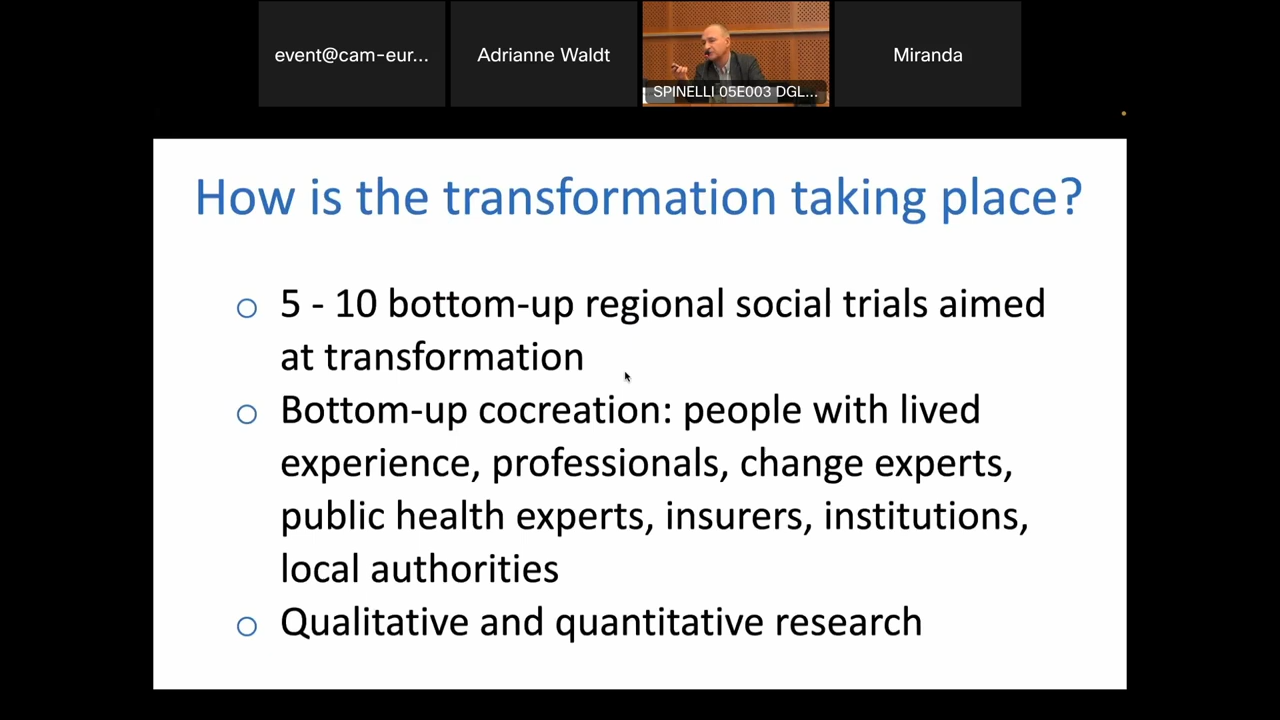 event@cam-eur...
Adrianne Waldt
SPINELLI 05E003 DGL...
Miranda
How is the transformation taking place?
5 - 10 bottom-up regional social trials aimed
at transformation
Bottom-up cocreation: people with lived
experience, professionals, change experts,
public health experts, insurers, institutions,
local authorities
Qualitative and quantitative research